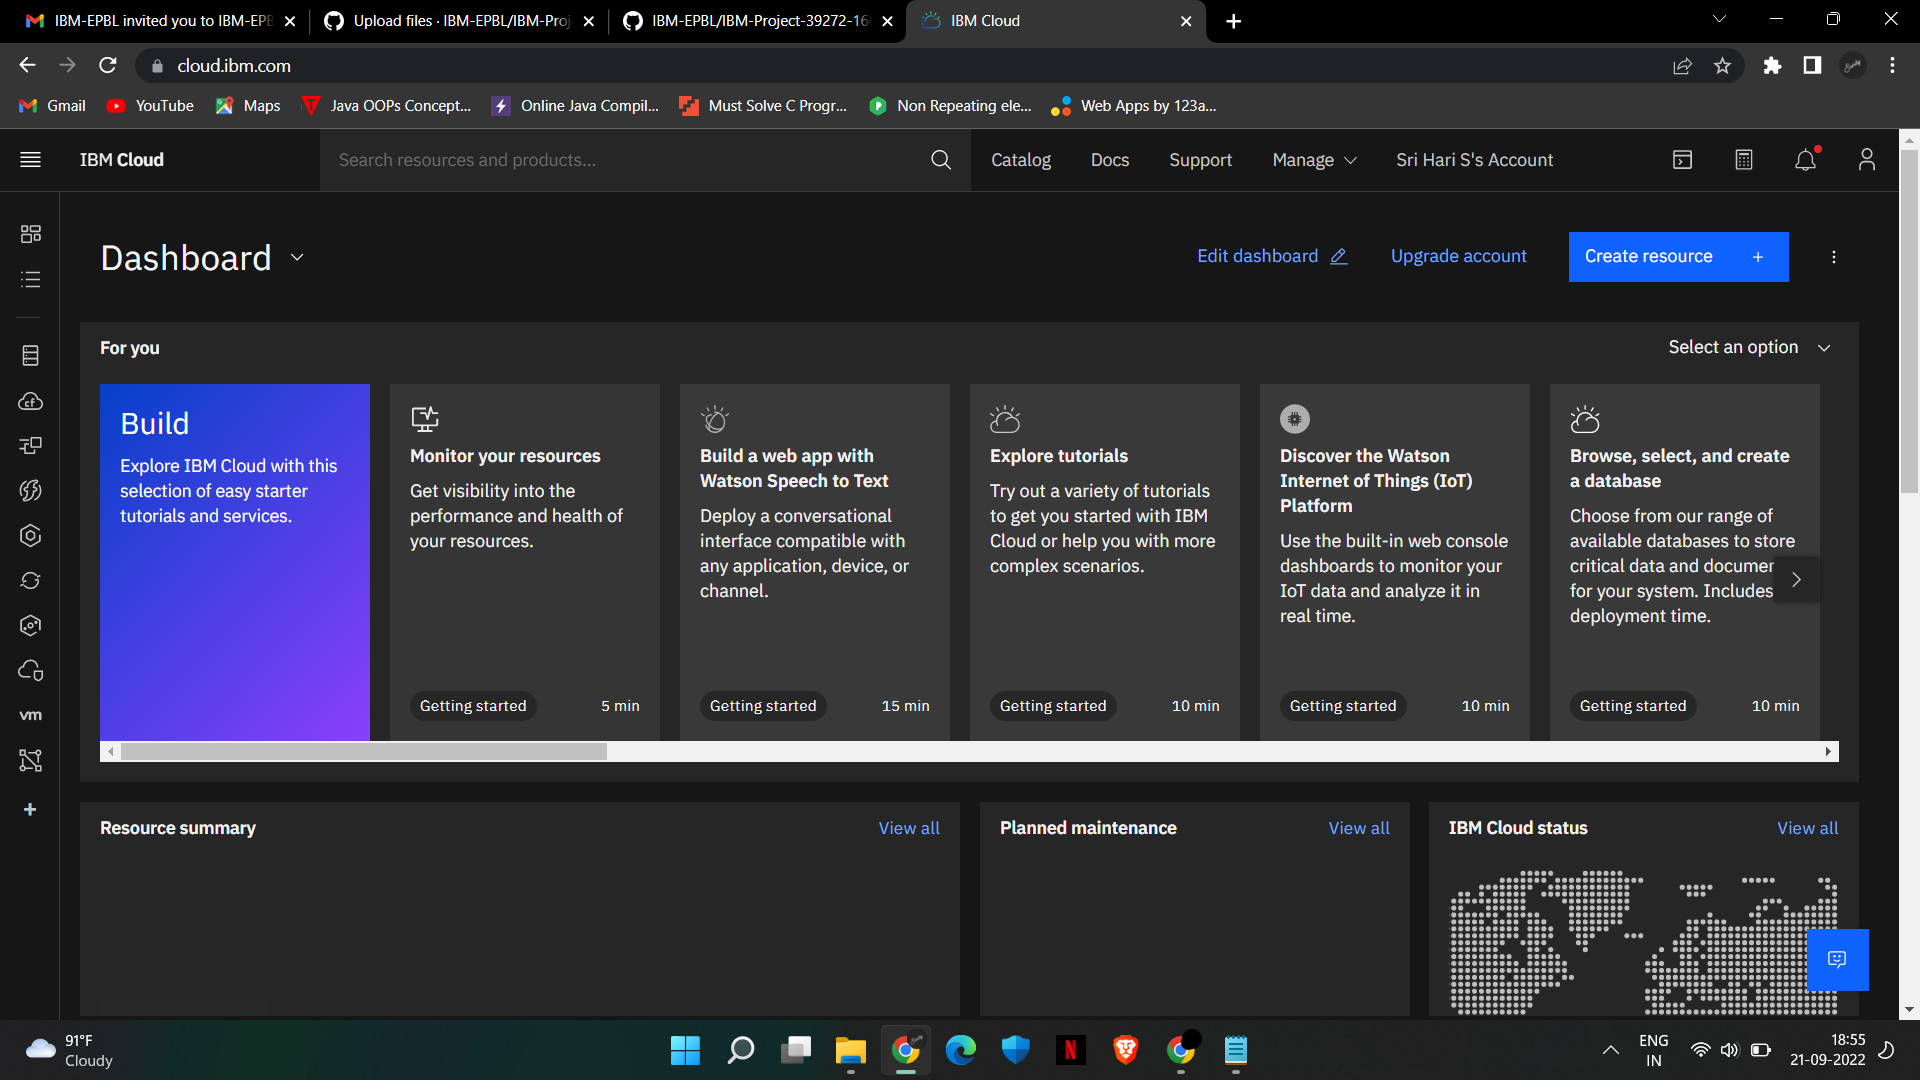 IBM-EPBL invited you to IBM-EPB
Upload files · IBM-EPBL/IBM-Proj
IBM-EPBL/IBM-Project-39272-16
IBM Cloud
cloud.ibm.com
Gmail
YouTube
Maps
Java OOPs Concept...
Online Java Compil...
Must Solve C Progr...
Non Repeating ele...
Web Apps by 123a...
IBM Cloud
Search resources and products...
Catalog
Docs
Support
Manage
Sri Hari S's Account
Dashboard
Edit dashboard
Upgrade account
Create resource +
For you
Select an option
Build
Explore IBM Cloud with this
selection of easy starter
tutorials and services.
Monitor your resources
Get visibility into the
performance and health of
your resources.
Getting started
5 min
Build a web app with
Watson Speech to Text
Deploy a conversational
interface compatible with
any application, device, or
channel.
Getting started
15 min
Explore tutorials
Try out a variety of tutorials
to get you started with IBM
Cloud or help you with more
complex scenarios.
Getting started
10 min
Discover the Watson
Internet of Things (IoT)
Platform
Use the built-in web console
dashboards to monitor your
IoT data and analyze it in
real time.
Getting started
10 min
Browse, select, and create
a database
Choose from our range of
available databases to store
critical data and documen
for your system. Includes
deployment time.
Getting started
10 min
cf
vm
Resource summary
View all
Planned maintenance
View all
IBM Cloud status
View all
91°F
Cloudy
ENG
IN
18:55
21-09-2022